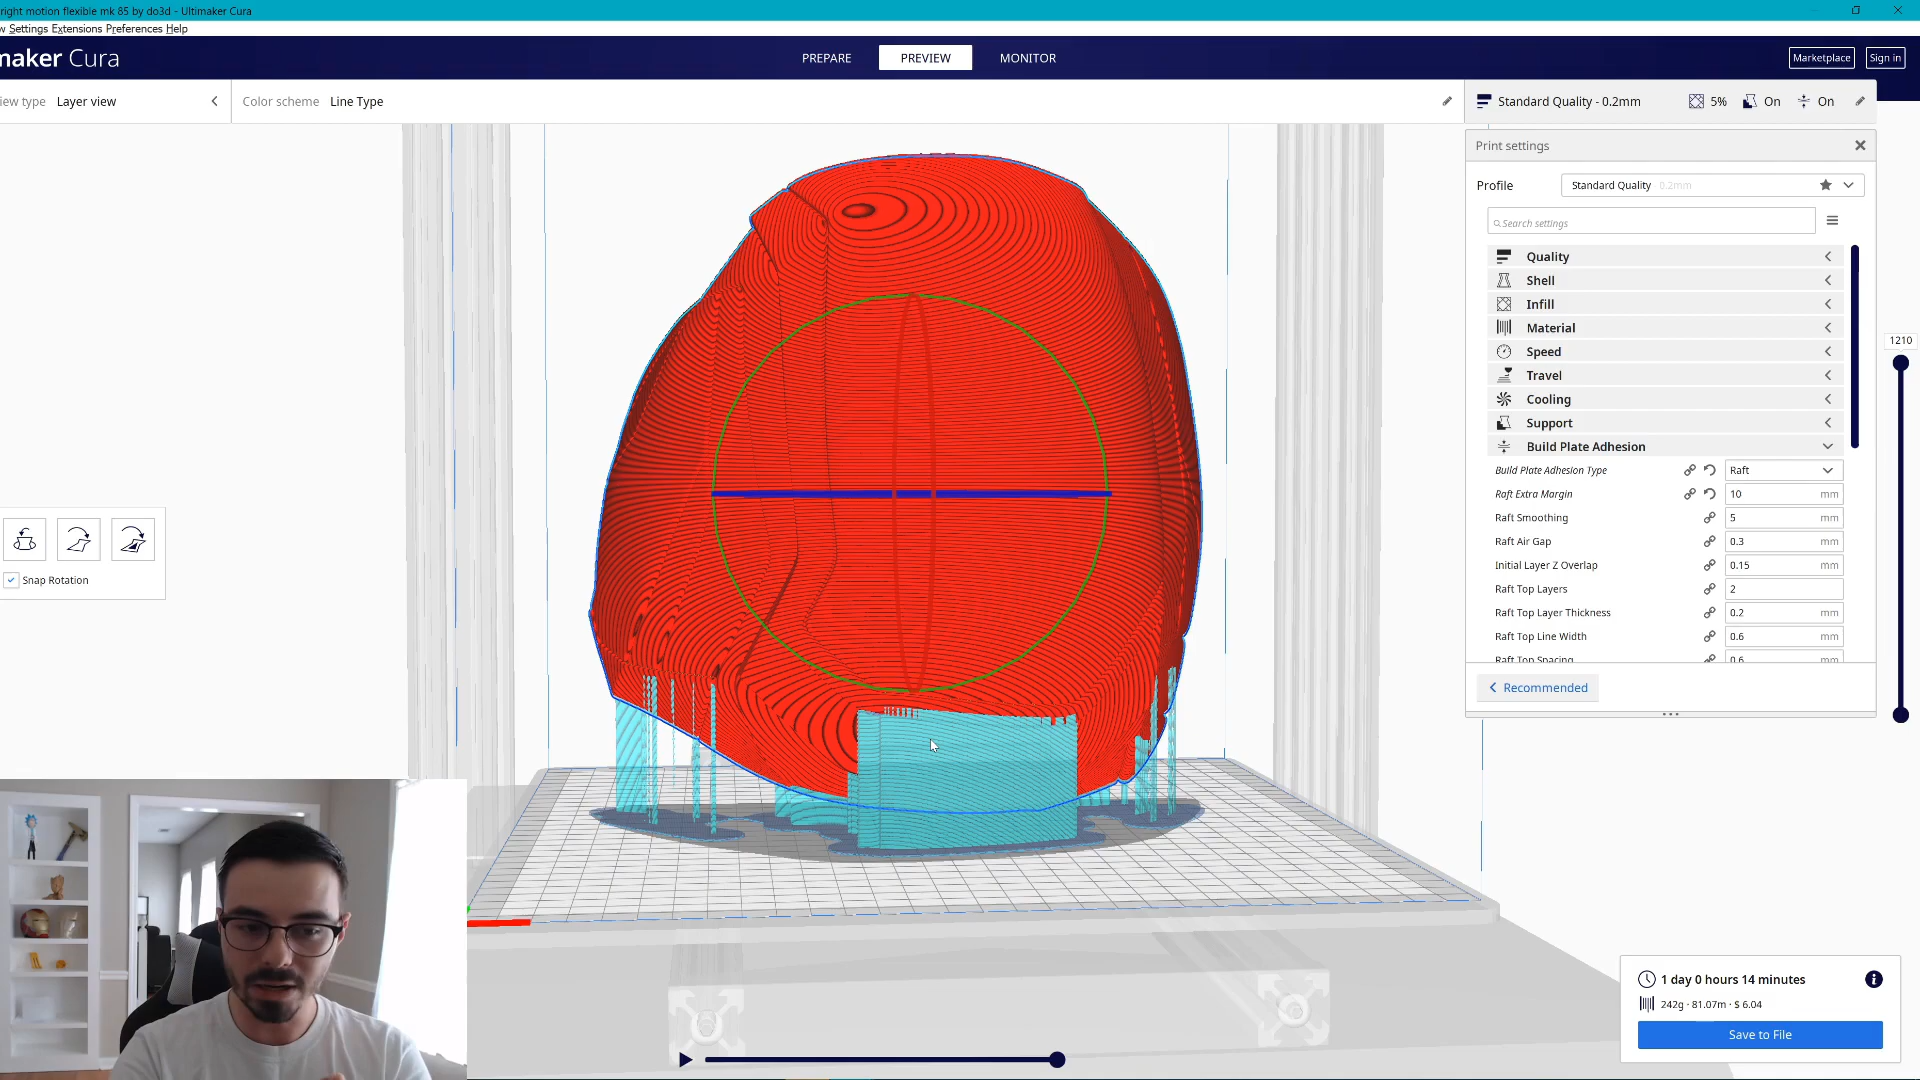 right motion flexible mk 85 by do3d - Ultimaker Cura
w Settings Extensions Preferences Help
maker Cura
PREPARE
PREVIEW
MONITOR
Marketplace
Sign in
iew type Layer view
Color scheme Line Type
Standard Quality - 0.2mm
5%
On
On
Print settings
Profile
Standard Quality 0.2mm
Search settings
Quality
Shell
Infill
Material
Speed
Travel
Cooling
Support
Build Plate Adhesion
Build Plate Adhesion Type Raft
Raft Extra Margin 10 mm
Raft Smoothing 5 mm
Raft Air Gap 0.3 mm
Initial Layer Z Overlap 0.15 mm
Raft Top Layers 2
Raft Top Layer Thickness 0.2 mm
Raft Top Line Width 0.6 mm
Raft Top Spacing 0.6 mm
Recommended
1210
Snap Rotation
1 day 0 hours 14 minutes
242g · 81.07m · $ 6.04
Save to File